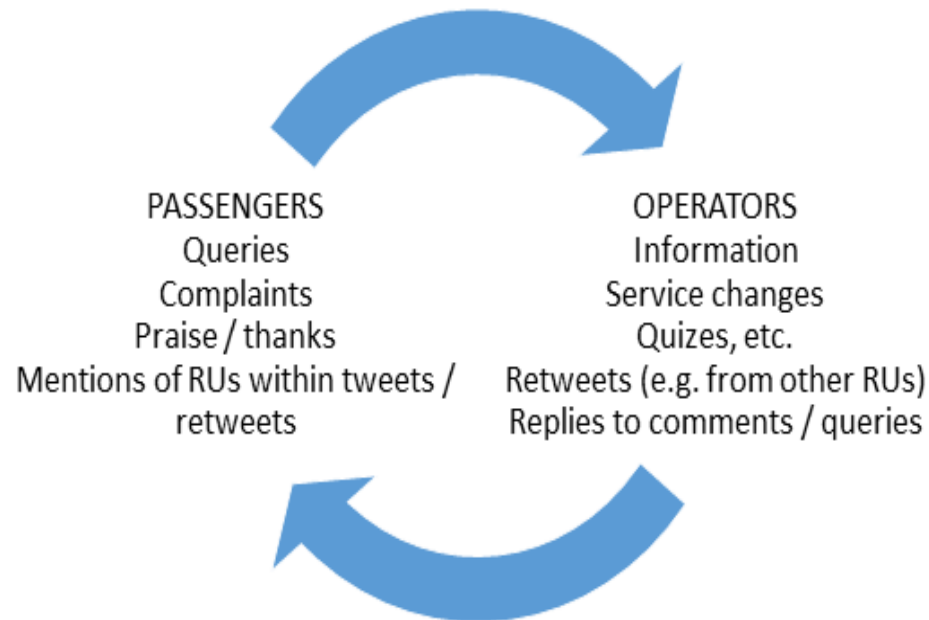 PASSENGERS
Queries
Complaints
Praise / thanks
Mentions of RUs within tweets /
retweets
OPERATORS
Information
Service changes
Quizes, etc.
Retweets (e.g. from other RUs)
Replies to comments / queries